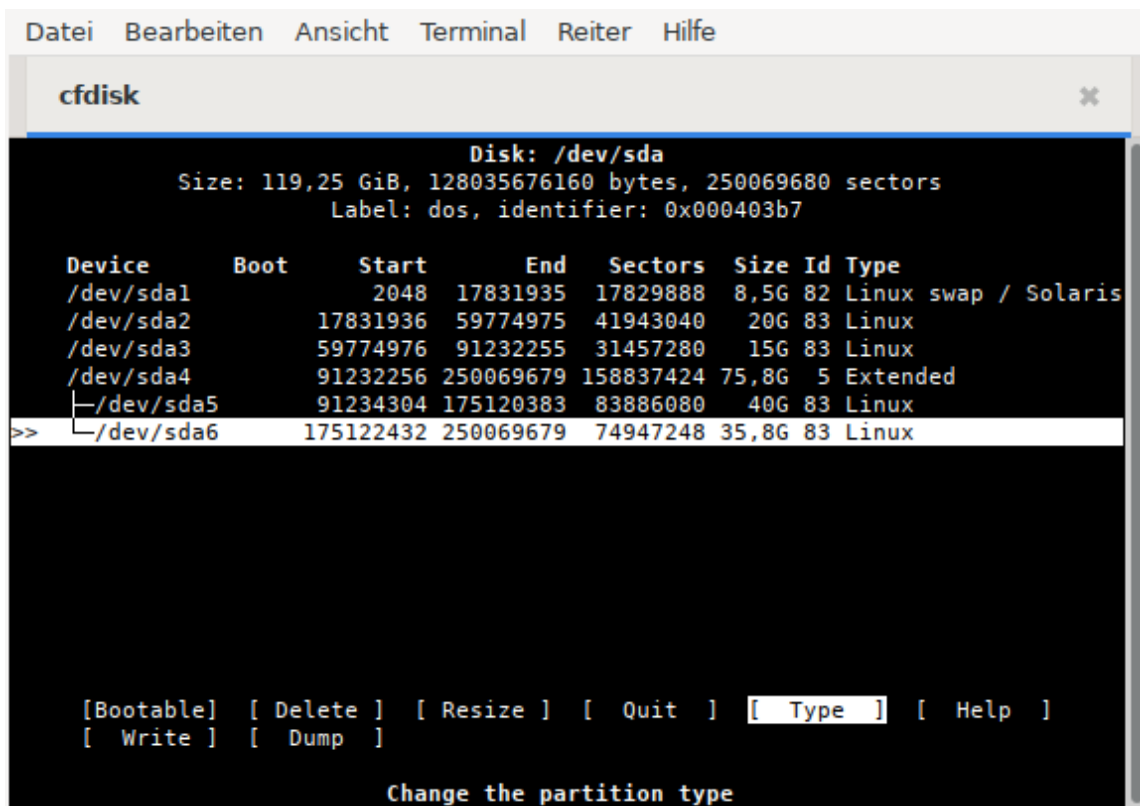 Datei Bearbeiten Ansicht Terminal Reiter Hilfe
cfdisk
Disk: /dev/sda
Size: 119,25 GiB, 128035676160 bytes, 250069680 sectors
Label: dos, identifier: 0x000403b7
Device Boot Start End Sectors Size Id Type
/dev/sda1 2048 17831935 17829888 8,5G 82 Linux swap / Solaris
/dev/sda2 17831936 59774975 41943040 20G 83 Linux
/dev/sda3 59774976 91232255 31457280 15G 83 Linux
/dev/sda4 91232256 250069679 158837424 75,8G 5 Extended
├─/dev/sda5 91234304 175120383 83886080 40G 83 Linux
>> └─/dev/sda6 175122432 250069679 74947248 35,8G 83 Linux
[Bootable] [ Delete ] [ Resize ] [ Quit ] [ Type ] [ Help ]
[ Write ] [ Dump ]
Change the partition type